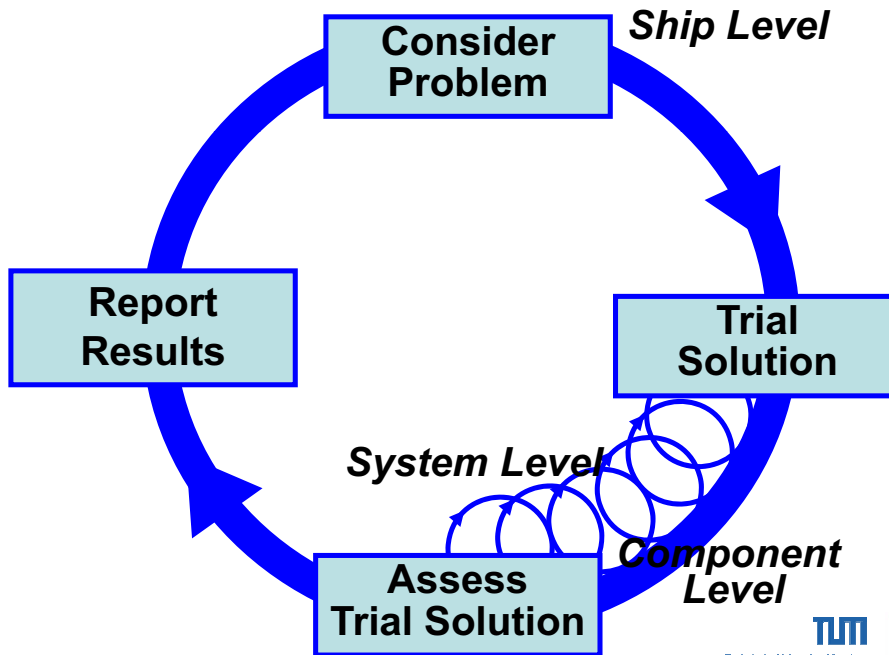 Consider
Problem
Ship Level
Report
Results
Trial
Solution
System Level
Component
Level
Assess
Trial Solution
TUM